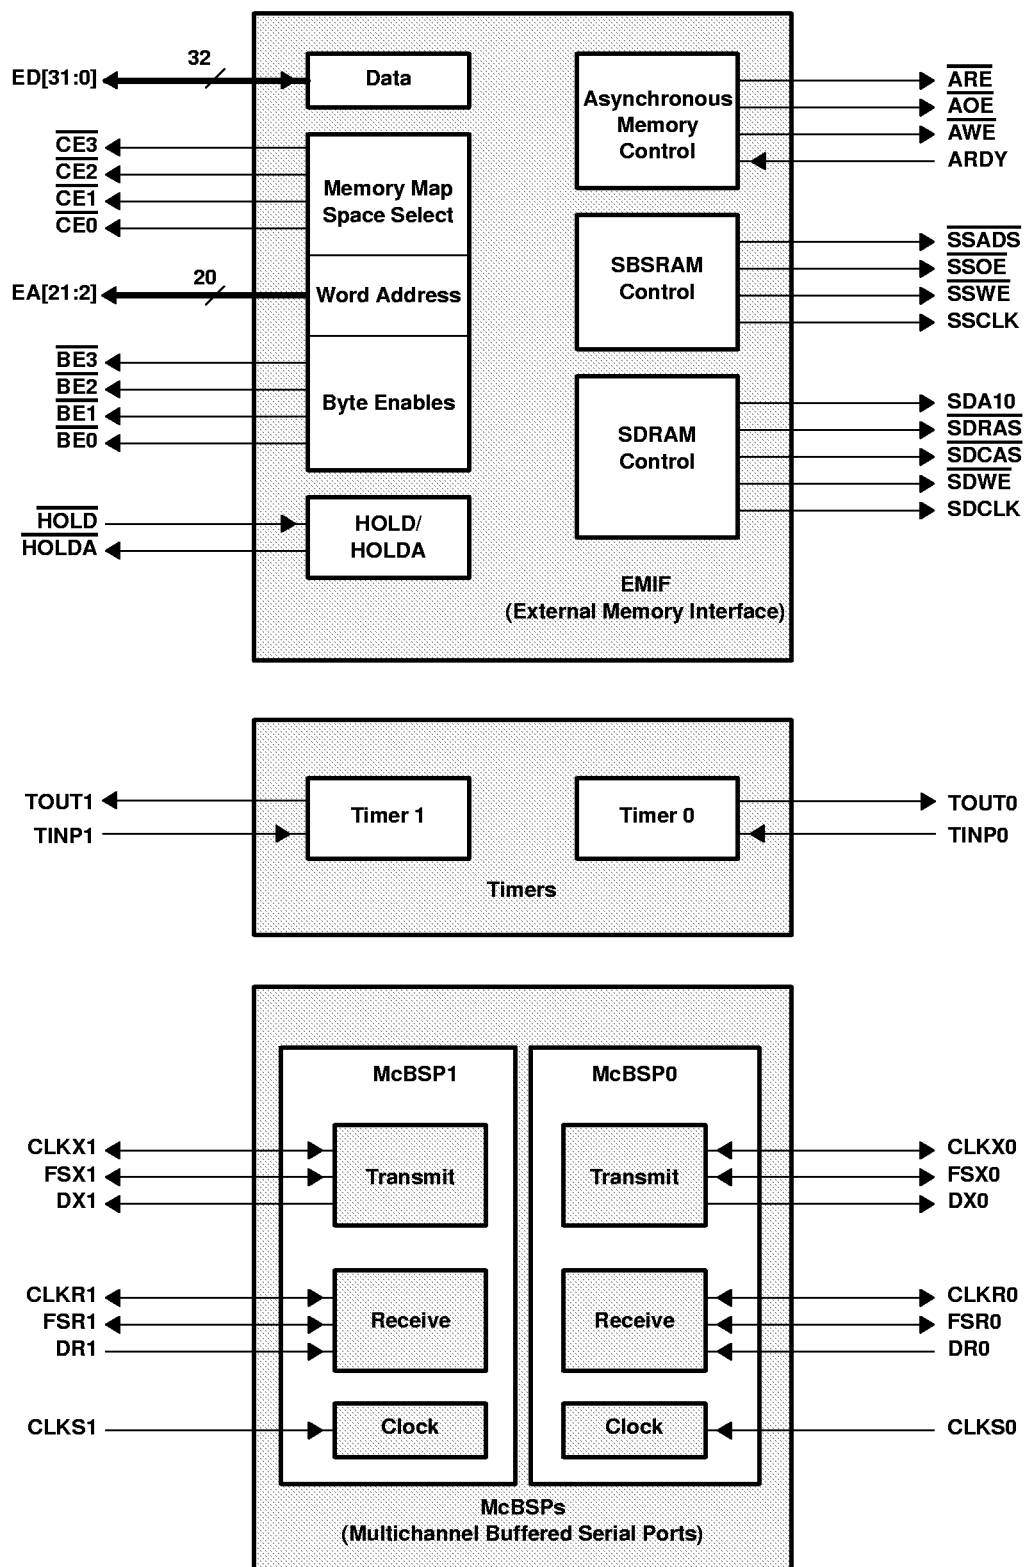 32
ED[31:0]
Data
CE3
CE2
CE1
CE0
Memory Map
Space Select
20
EA[21:2]
Word Address
BE3
BE2
BE1
BE0
Byte Enables
HOLD
HOLDA
HOLD/
HOLDA
Asynchronous
Memory
Control
ARE
AOE
AWE
ARDY
SBSRAM
Control
SSADS
SSOE
SSWE
SSCLK
SDRAM
Control
SDA10
SDRAS
SDCAS
SDWE
SDCLK
EMIF
(External Memory Interface)
TOUT1
TINP1
Timer 1
Timer 0
TOUT0
TINP0
Timers
McBSP1
McBSP0
CLKX1
FSX1
DX1
Transmit
Transmit
CLKX0
FSX0
DX0
CLKR1
FSR1
DR1
Receive
Receive
CLKR0
FSR0
DR0
CLKS1
Clock
Clock
CLKS0
McBSPs
(Multichannel Buffered Serial Ports)